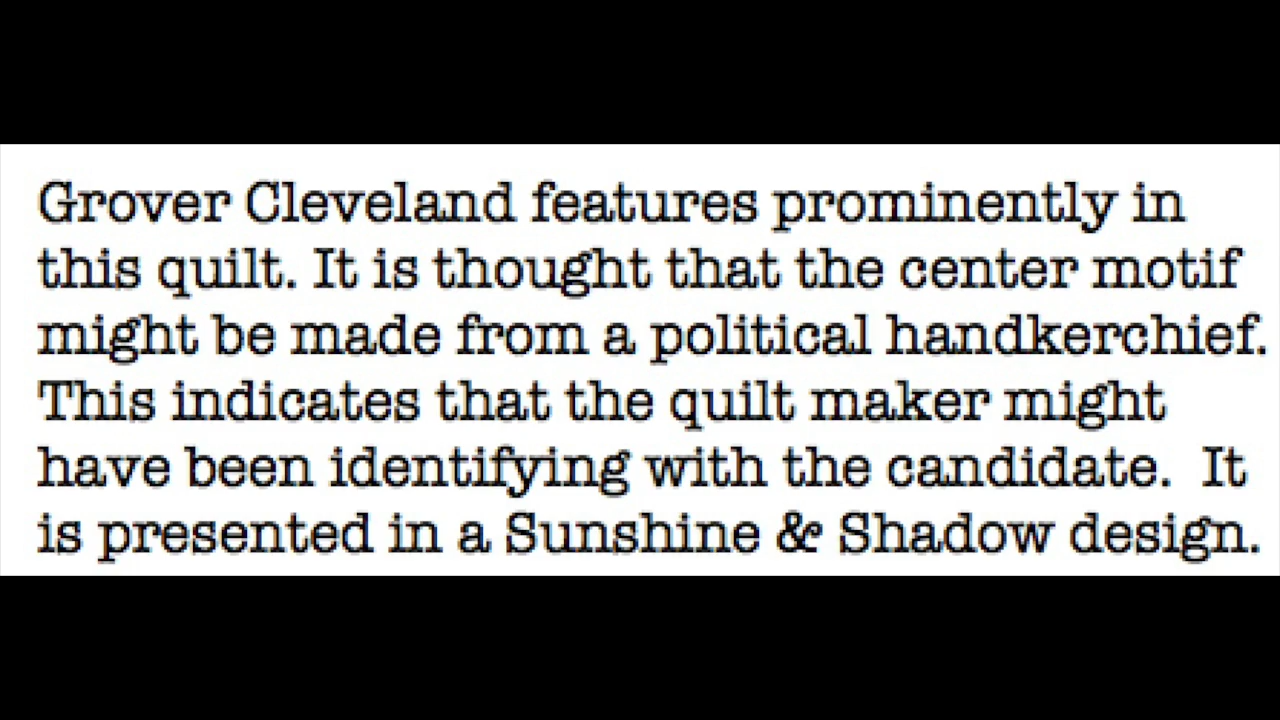 Grover Cleveland features prominently in
this quilt. It is thought that the center motif
might be made from a political handkerchief.
This indicates that the quilt maker might
have been identifying with the candidate.  It
is presented in a Sunshine & Shadow design.